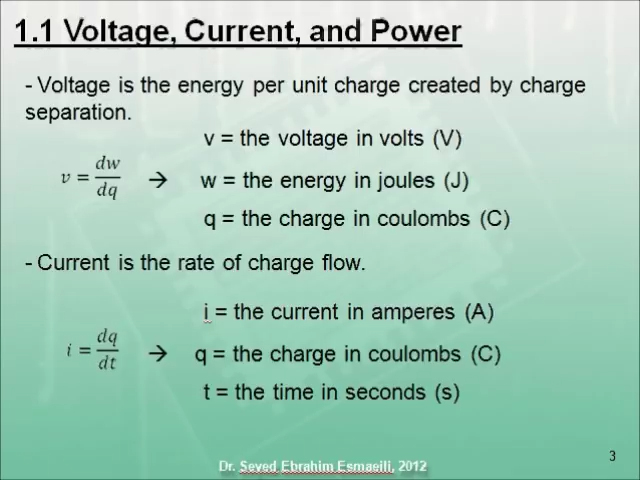 1.1 Voltage, Current, and Power
- Voltage is the energy per unit charge created by charge
separation.
v = the voltage in volts (V)
v = dw/dq → w = the energy in joules (J)
q = the charge in coulombs (C)
- Current is the rate of charge flow.
i = the current in amperes (A)
i = dq/dt → q = the charge in coulombs (C)
t = the time in seconds (s)
Dr. Seyed Ebrahim Esmaeili, 2012
3